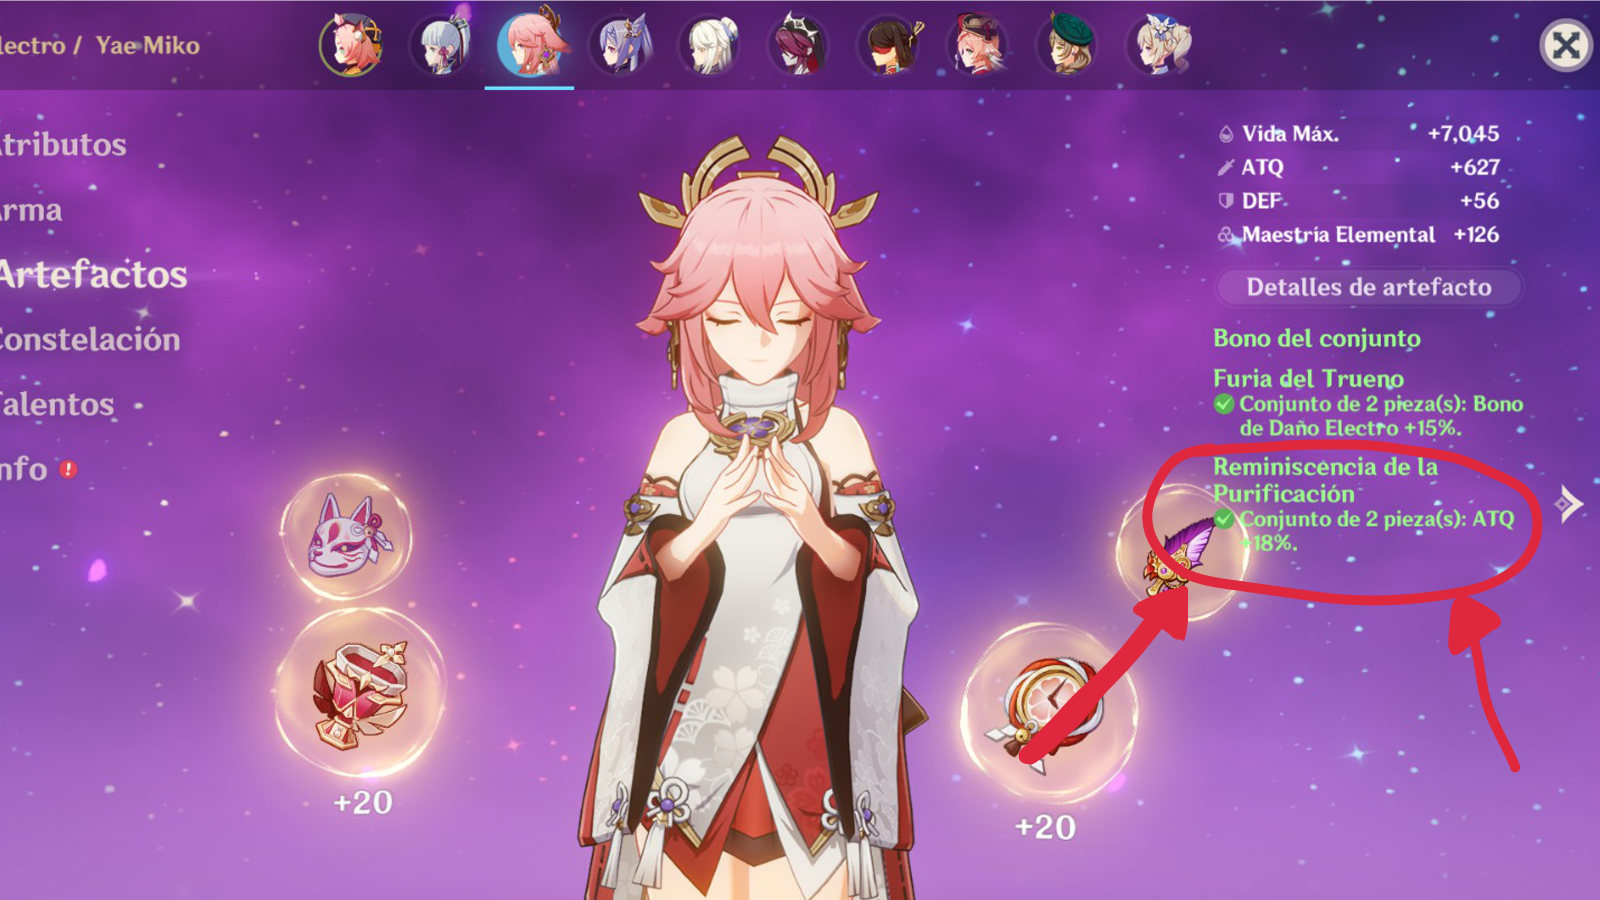 lectro / Yae Miko
tributos
rma
Artefactos
Constelación
Talentos
nfo
Vida Máx. +7,045
ATQ +627
DEF +56
Maestría Elemental +126
Detalles de artefacto
Bono del conjunto
Furia del Trueno
Conjunto de 2 pieza(s): Bono
de Daño Electro +15%.
Reminiscencia de la
Purificación
Conjunto de 2 pieza(s): ATQ
+18%.
+20
+20